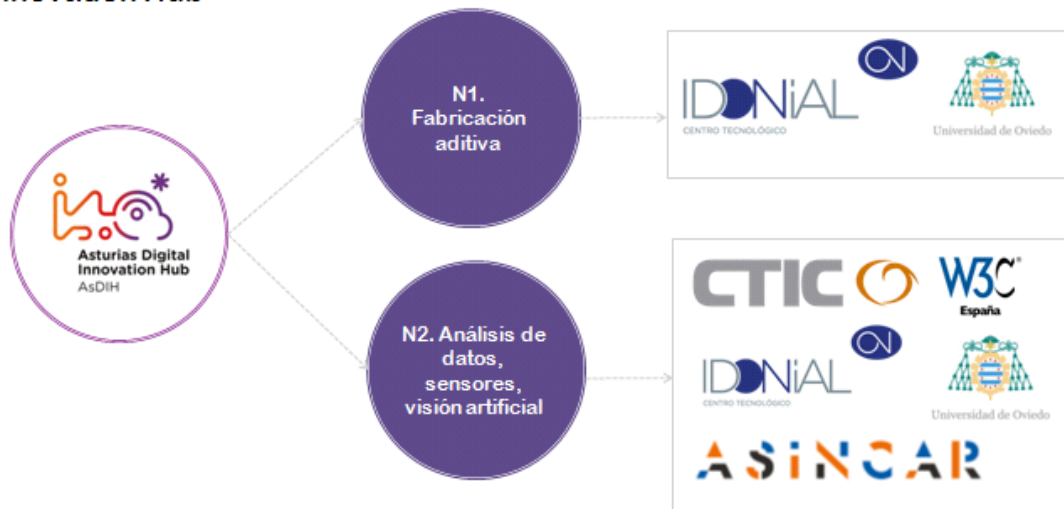 N1.
Fabricación
aditiva
IDONiAL
CENTRO TECNOLÓGICO
Universidad de Oviedo
Asturias Digital
Innovation Hub
AsDIH
N2. Análisis de
datos,
sensores,
visión artificial
CTIC
W3C®
España
IDONiAL
CENTRO TECNOLÓGICO
Universidad de Oviedo
ASiNCAR